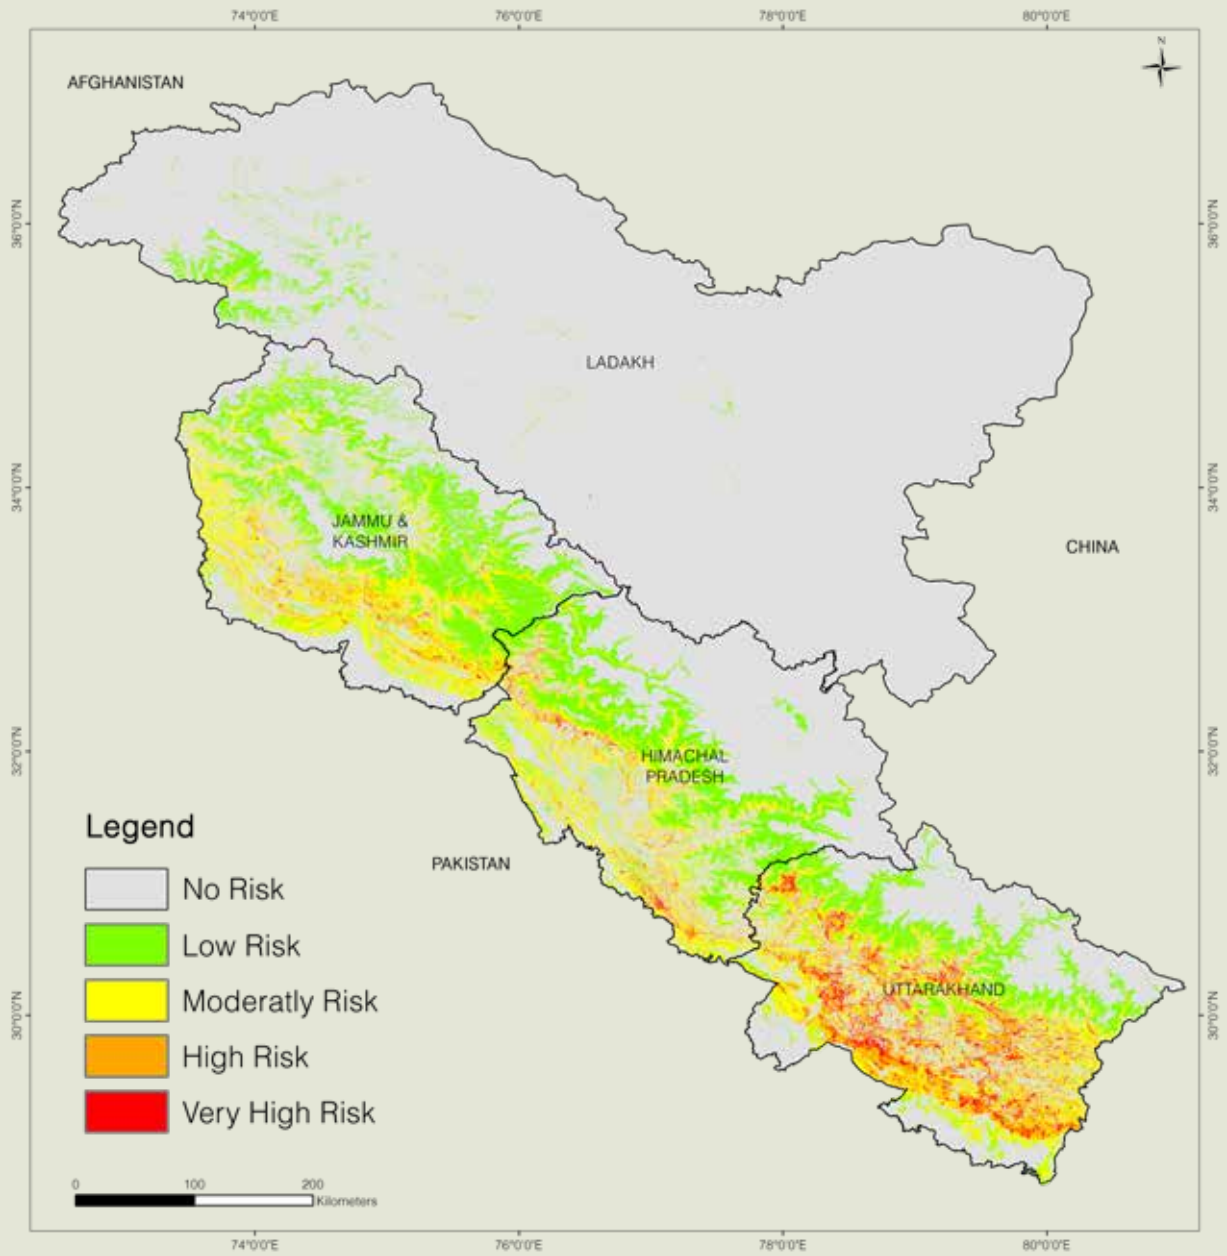 74°0'0"E 76°0'0"E 78°0'0"E 80°0'0"E
N
AFGHANISTAN
36°0'0"N 36°0'0"N
LADAKH
34°0'0"N 34°0'0"N
JAMMU &
KASHMIR
CHINA
32°0'0"N 32°0'0"N
HIMACHAL
PRADESH
Legend
PAKISTAN
No Risk
Low Risk
UTTARAKHAND
Moderatly Risk
30°0'0"N 30°0'0"N
High Risk
Very High Risk
0 100 200
Kilometers
74°0'0"E 76°0'0"E 78°0'0"E 80°0'0"E